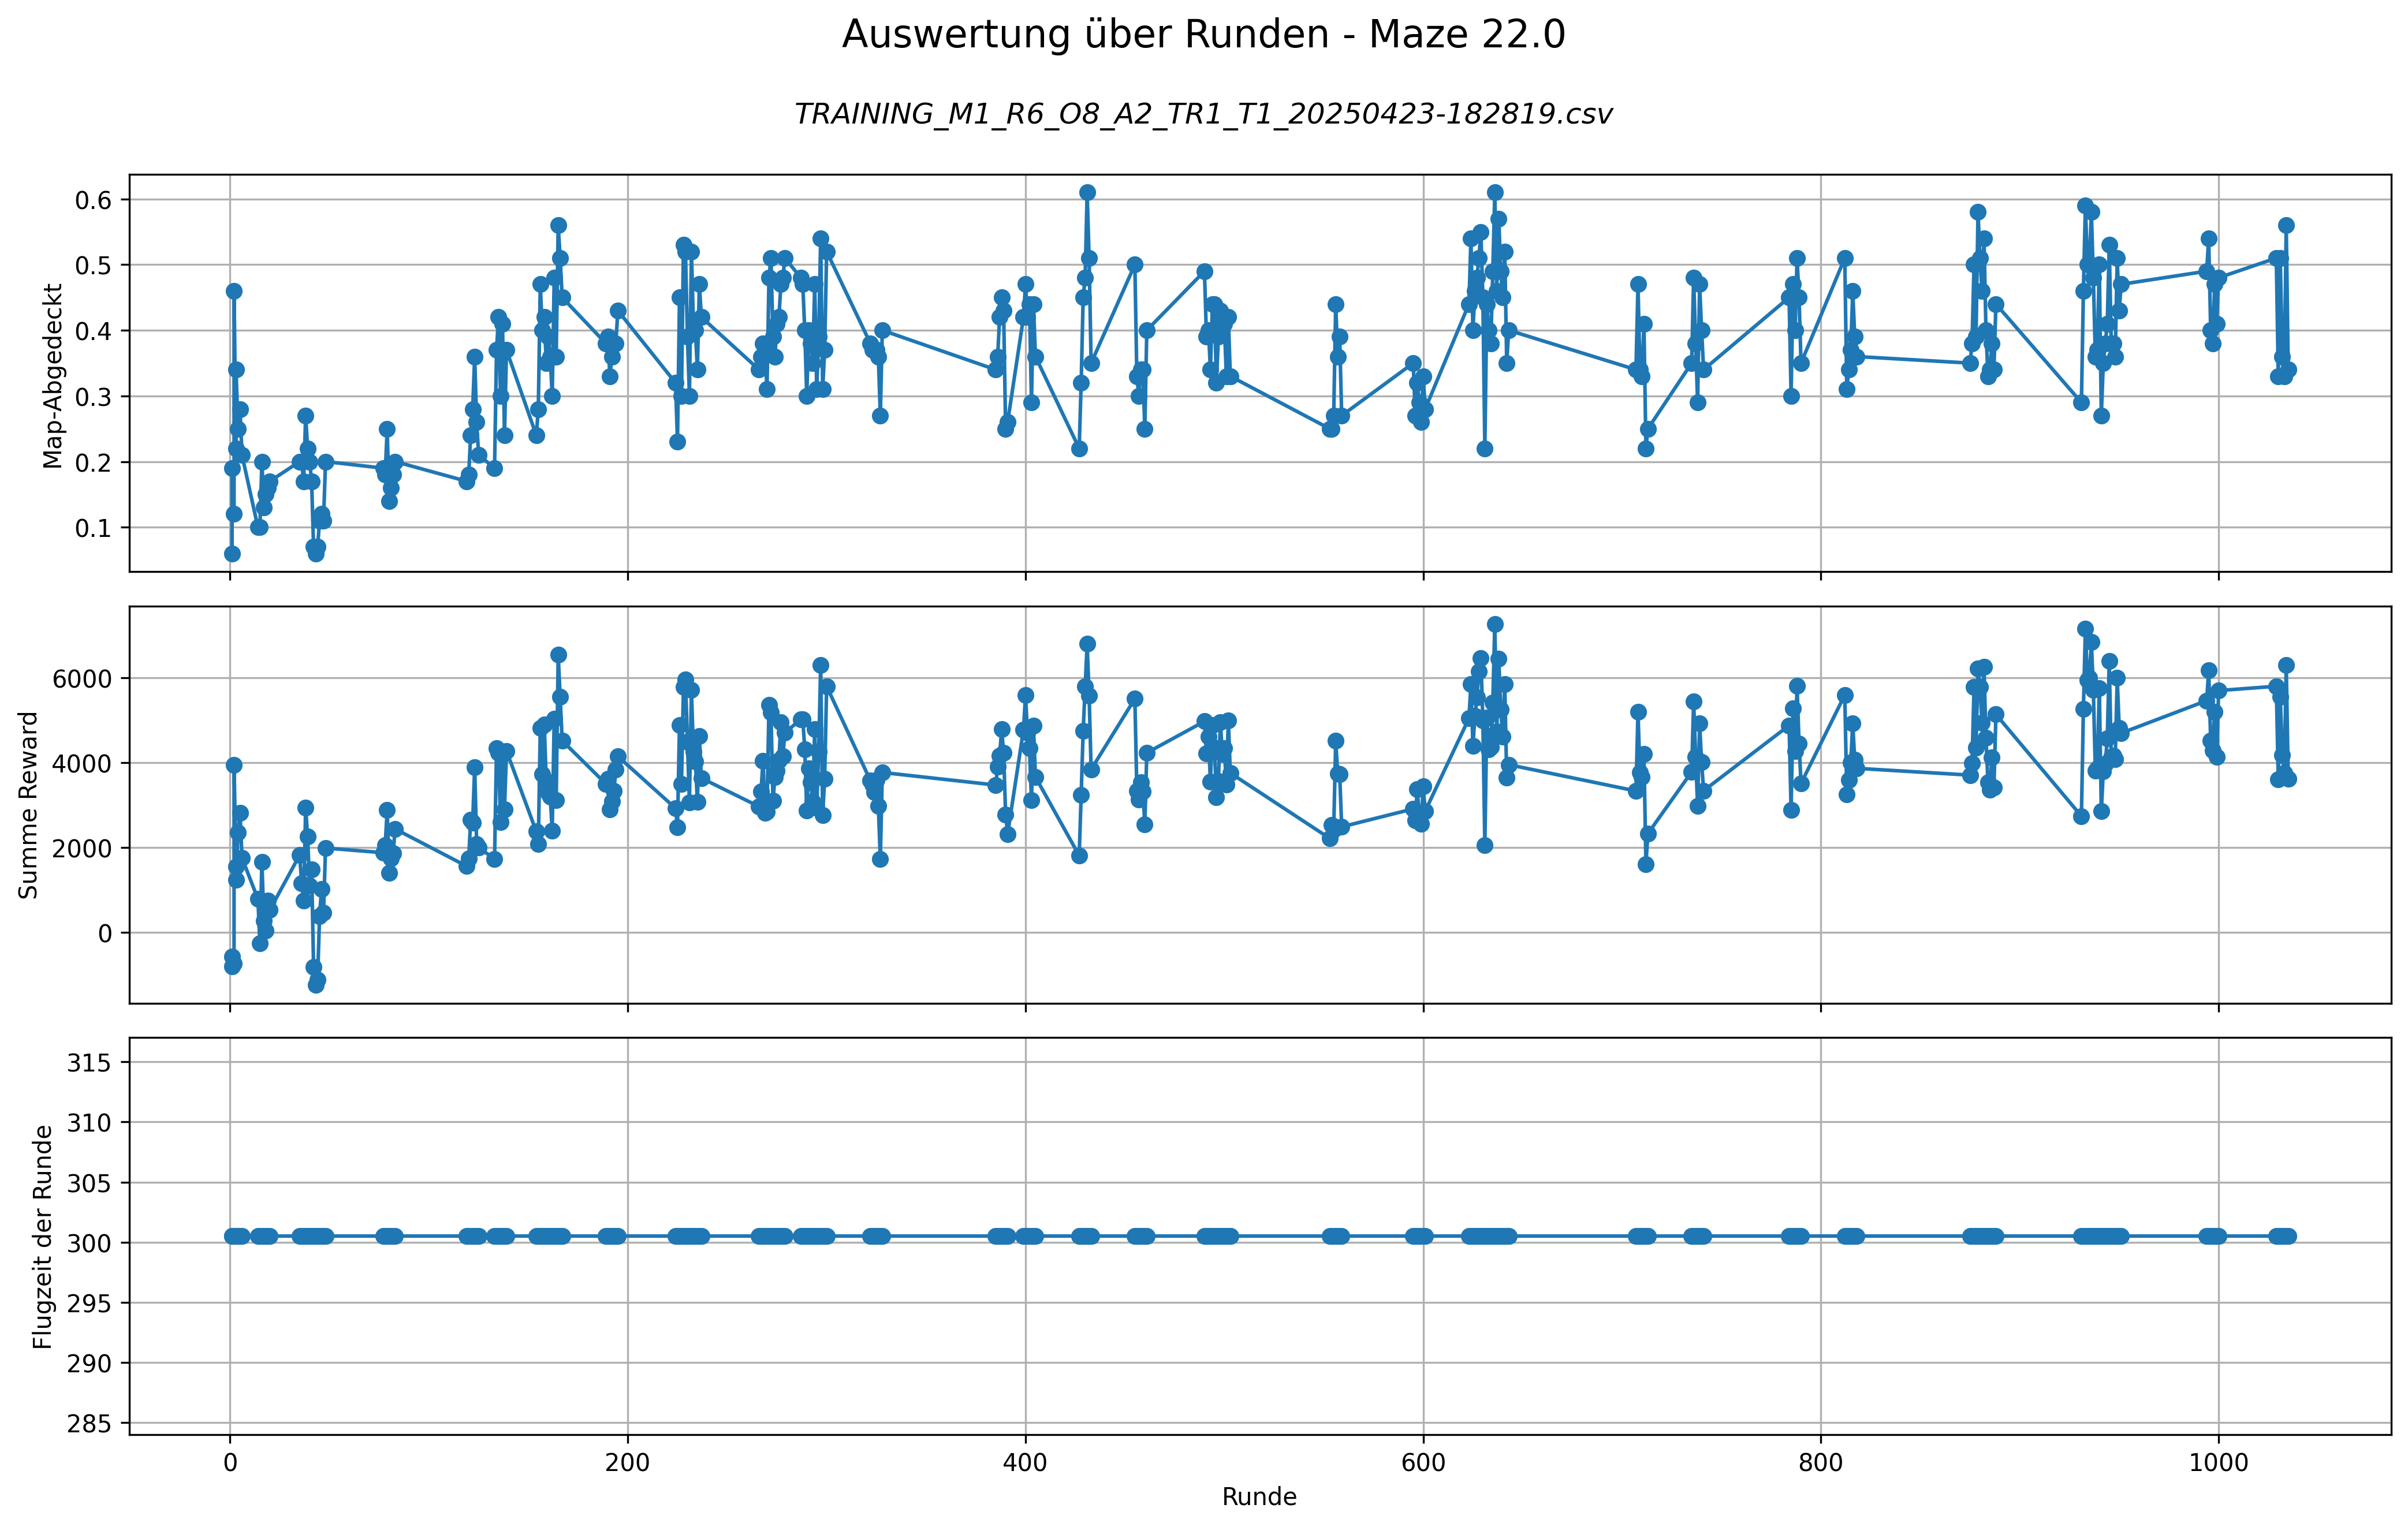 Auswertung über Runden - Maze 22.0
TRAINING_M1_R6_O8_A2_TR1_T1_20250423-182819.csv
Map-Abgedeckt
0.6
0.5
0.4
0.3
0.2
0.1
Summe Reward
6000
4000
2000
0
Flugzeit der Runde
315
310
305
300
295
290
285
0 200 400 600 800 1000
Runde